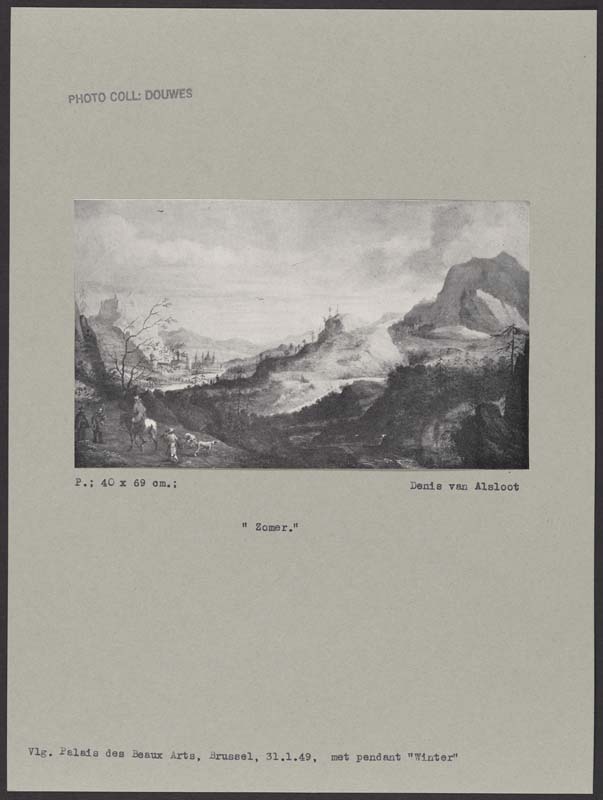 PHOTO COLL: DOUWES
P.; 40 x 69 cm.;
Denis van Alsloot
" Zomer."
Vlg. Palais des Beaux Arts, Brussel, 31.1.49, met pendant "Winter"